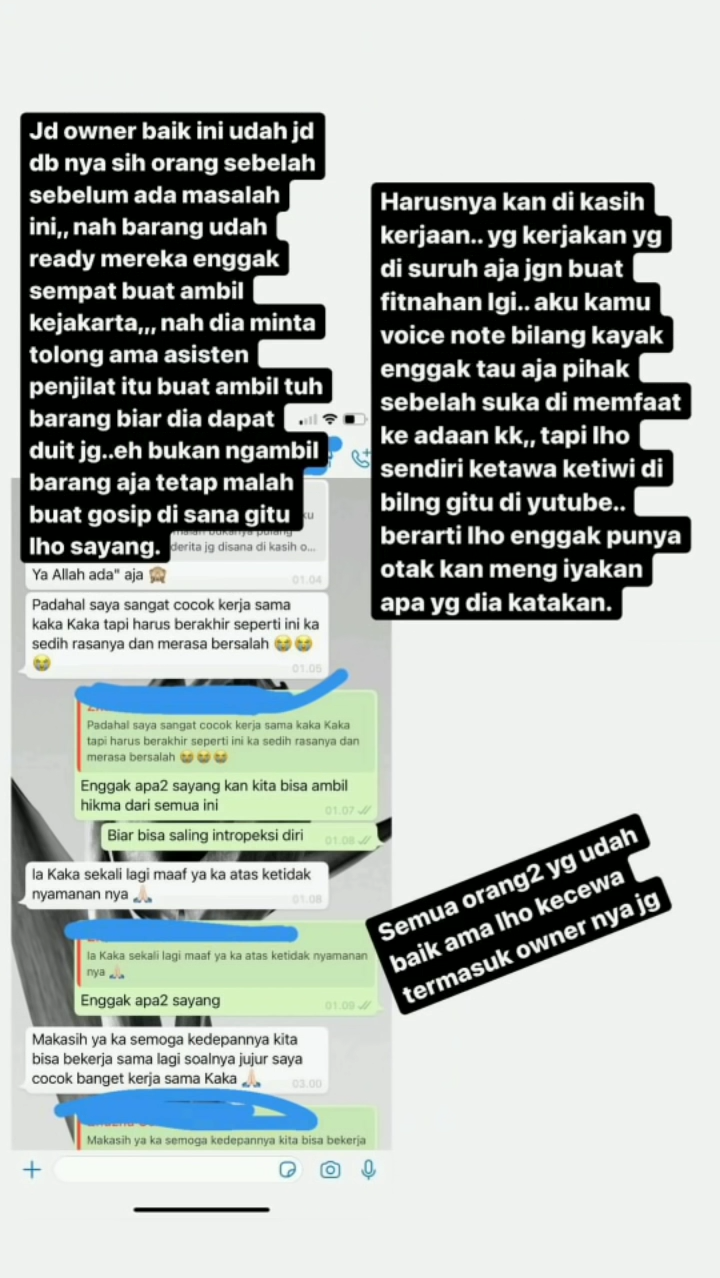 Jd owner baik ini udah jd
db nya sih orang sebelah
sebelum ada masalah
ini,, nah barang udah
ready mereka enggak
sempat buat ambil
kejakarta,,, nah dia minta
tolong ama asisten
penjilat itu buat ambil tuh
barang biar dia dapat
duit jg..eh bukan ngambil
barang aja tetap malah
buat gosip di sana gitu
lho sayang.
Harusnya kan di kasih
kerjaan.. yg kerjakan yg
di suruh aja jgn buat
fitnahan lgi.. aku kamu
voice note bilang kayak
enggak tau aja pihak
sebelah suka di memfaat
ke adaan kk,, tapi lho
sendiri ketawa ketiwi di
bilng gitu di yutube..
berarti lho enggak punya
otak kan meng iyakan
apa yg dia katakan.
ku
malah bukanya pulang
derita jg disana di kasih o...
Ya Allah ada" aja 🙈
01.04
Padahal saya sangat cocok kerja sama
kaka Kaka tapi harus berakhir seperti ini ka
sedih rasanya dan merasa bersalah 😭😭
😭
01.05
Padahal saya sangat cocok kerja sama kaka Kaka
tapi harus berakhir seperti ini ka sedih rasanya dan
merasa bersalah 😭😭😭
Enggak apa2 sayang kan kita bisa ambil
hikma dari semua ini
01.07
Biar bisa saling intropeksi diri
01.08
Ia Kaka sekali lagi maaf ya ka atas ketidak
nyamanan nya 🙏🏻
01.08
Ia Kaka sekali lagi maaf ya ka atas ketidak nyamanan
nya 🙏🏻
Enggak apa2 sayang
01.09
Semua orang2 yg udah
baik ama lho kecewa
termasuk owner nya jg
Makasih ya ka semoga kedepannya kita
bisa bekerja sama lagi soalnya jujur saya
cocok banget kerja sama Kaka 🙏🏻
03.00
Makasih ya ka semoga kedepannya kita bisa bekerja